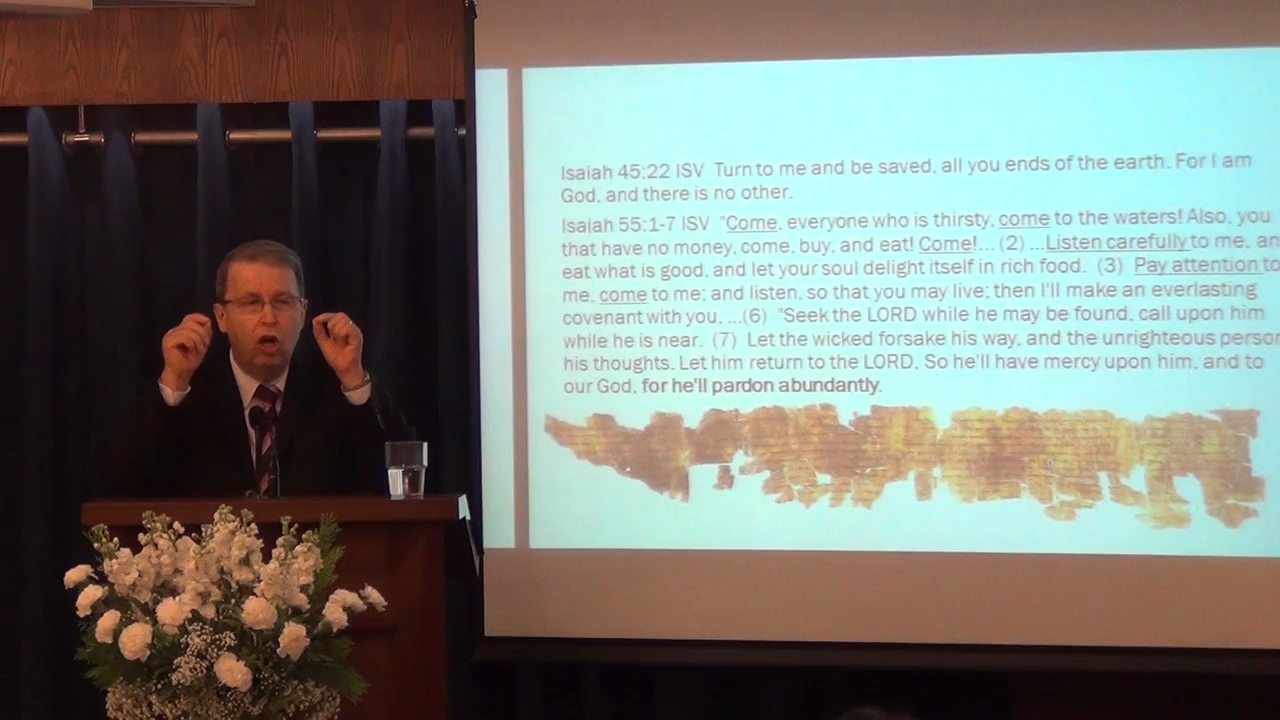 Isaiah 45:22 ISV Turn to me and be saved, all you ends of the earth. For I am
God, and there is no other.
Isaiah 55:1-7 ISV "Come, everyone who is thirsty, come to the waters! Also, you
that have no money, come, buy, and eat! Come!... (2) ...Listen carefully to me, an
eat what is good, and let your soul delight itself in rich food. (3) Pay attention to
me, come to me; and listen, so that you may live; then I'll make an everlasting
covenant with you, ...(6) "Seek the LORD while he may be found, call upon him
while he is near. (7) Let the wicked forsake his way, and the unrighteous person
his thoughts. Let him return to the LORD, So he'll have mercy upon him, and to
our God, for he'll pardon abundantly.